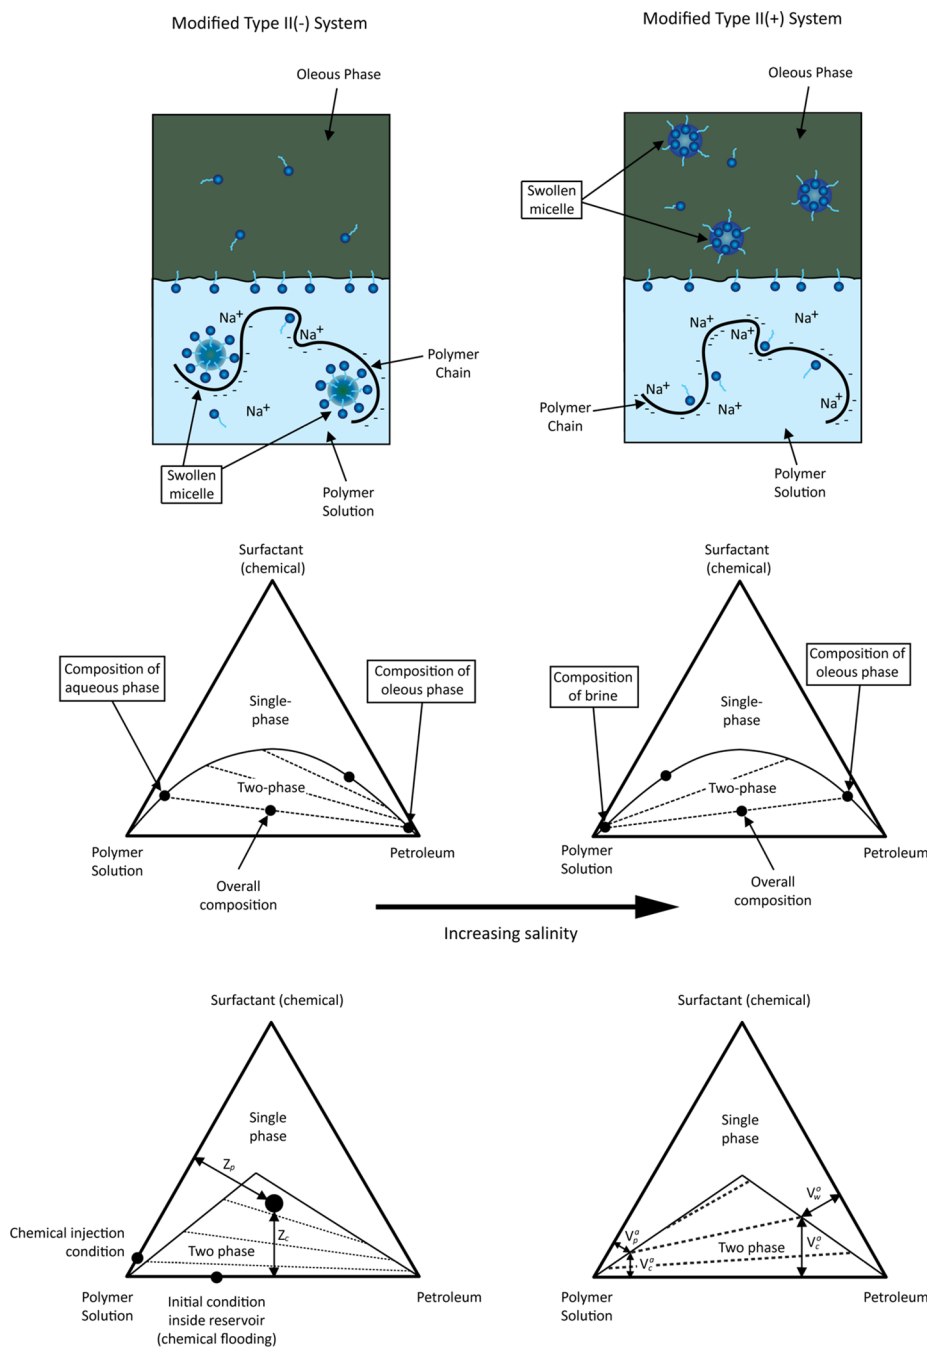 Modified Type II(-) System
Modified Type II(+) System
Oleous Phase
Oleous Phase
Swollen
micelle
Na+
Na+
Na+
Polymer
Chain
Swollen
micelle
Polymer
Solution
Na+
Na+
Na+
Na+
Na+
Na+
Polymer
Chain
Polymer
Solution
Surfactant
(chemical)
Composition of
aqueous phase
Composition of
oleous phase
Single-
phase
Two-phase
Polymer
Solution
Petroleum
Overall
composition
Surfactant
(chemical)
Composition
of brine
Composition of
oleous phase
Single-
phase
Two-phase
Polymer
Solution
Petroleum
Overall
composition
Increasing salinity
Surfactant (chemical)
Single
phase
Zp
Zc
Chemical injection
condition
Two phase
Polymer
Solution
Initial condition
inside reservoir
(chemical flooding)
Petroleum
Surfactant (chemical)
Single
phase
Vwo
Vpo
Vco
Two phase
Vco
Polymer
Solution
Petroleum